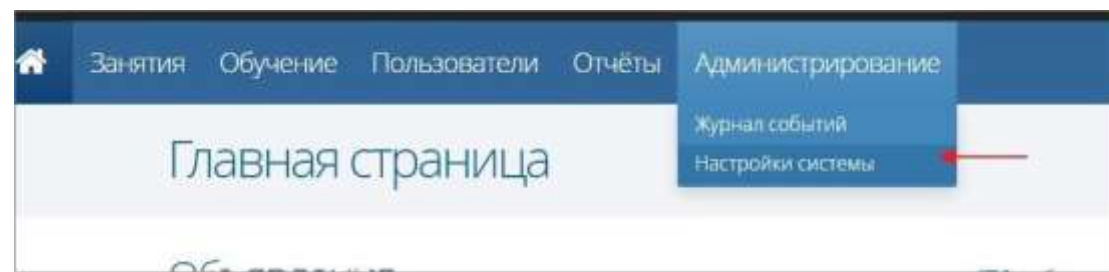 Занятия Обучение Пользователи Отчёты Администрирование
Журнал событий
Настройки системы
Главная страница